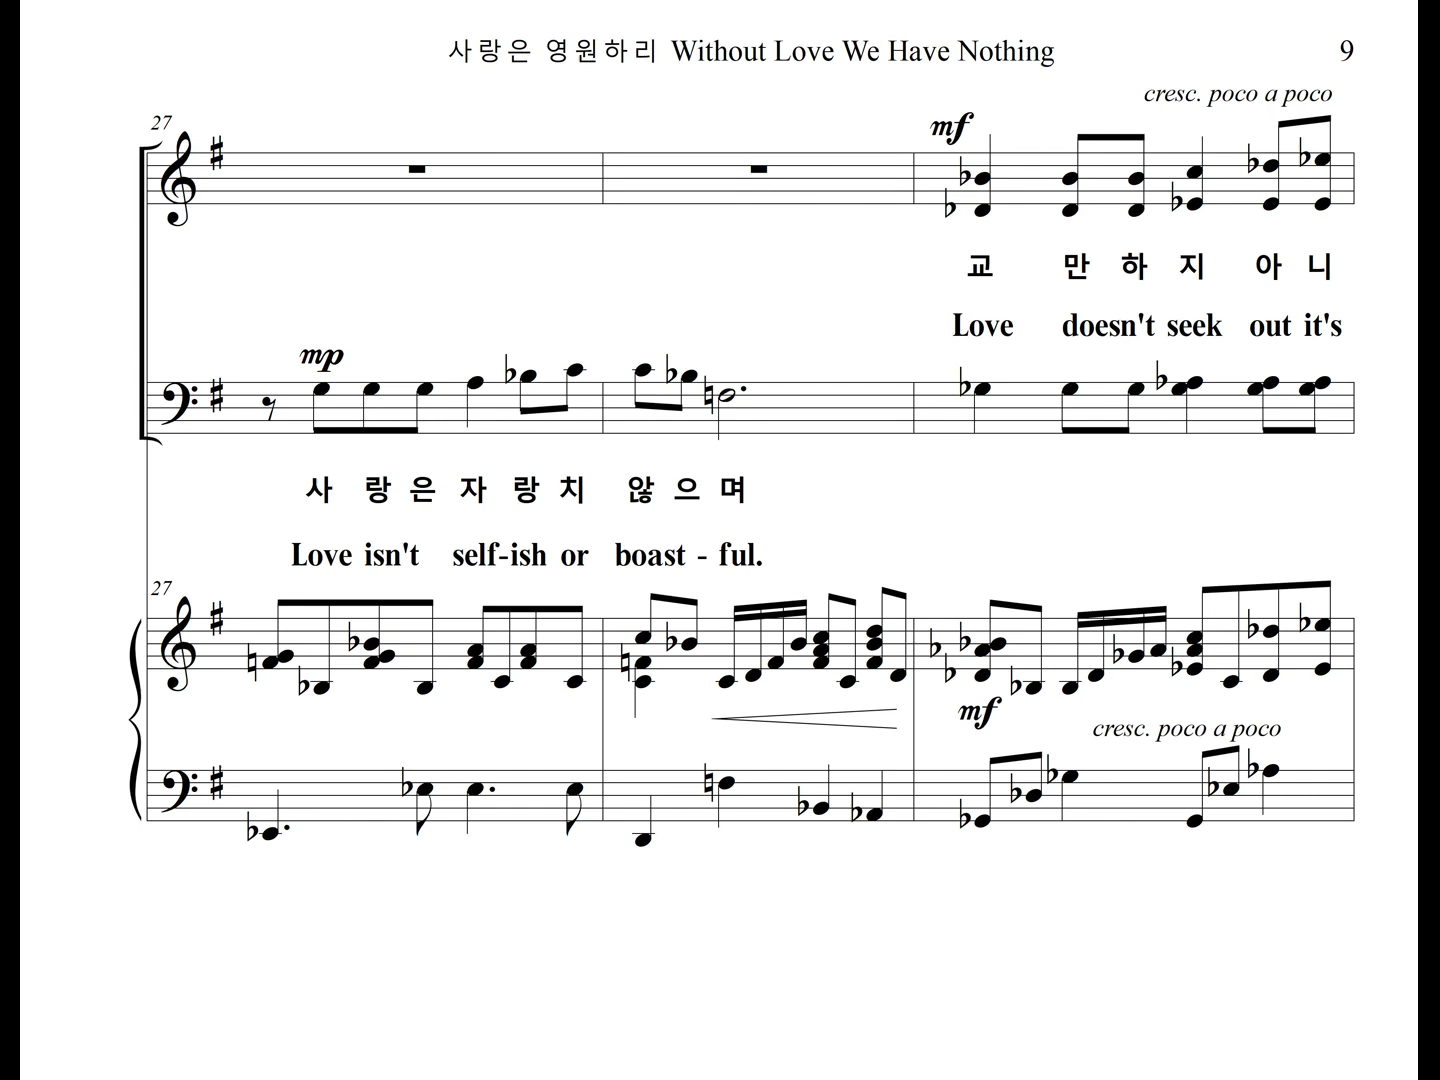 사랑은 영원하리 Without Love We Have Nothing 9
cresc. poco a poco
27
mf
교 만 하 지 아 니
Love doesn't seek out it's
mp
사 랑 은 자 랑 치 않 으 며
Love isn't self-ish or boast - ful.
27
mf
cresc. poco a poco